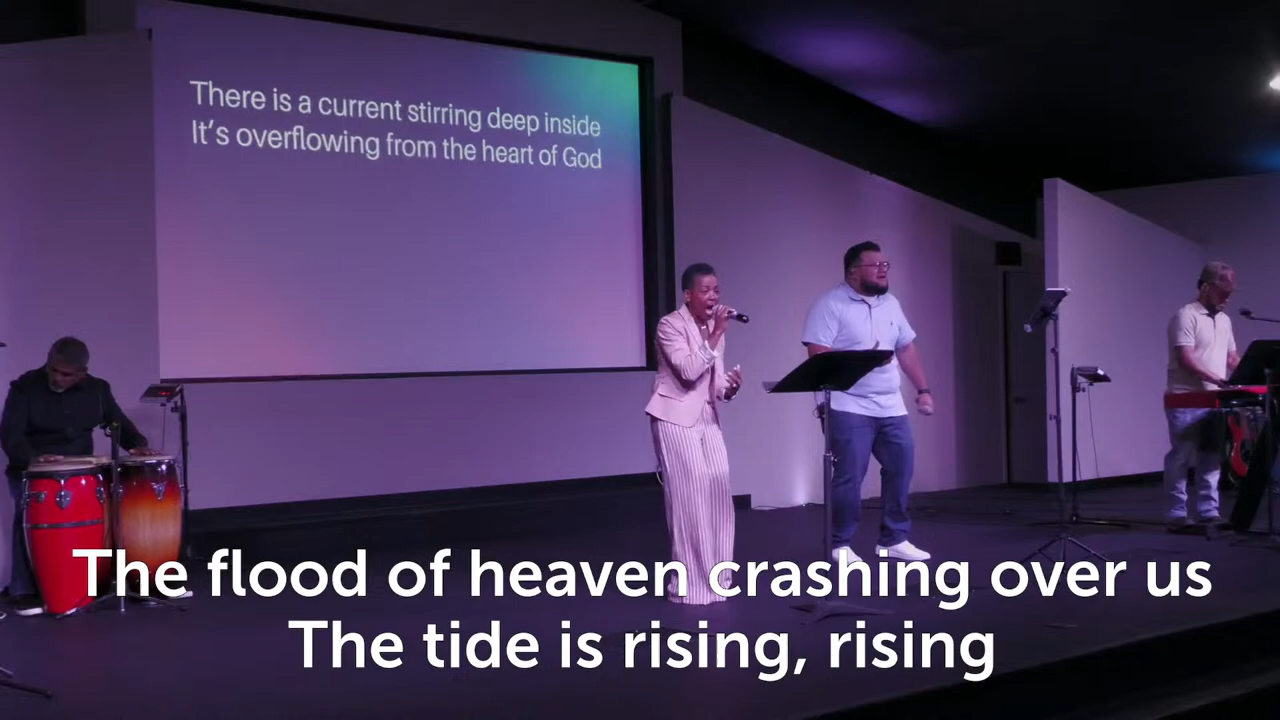 There is a current stirring deep inside
It's overflowing from the heart of God
The flood of heaven crashing over us
The tide is rising, rising